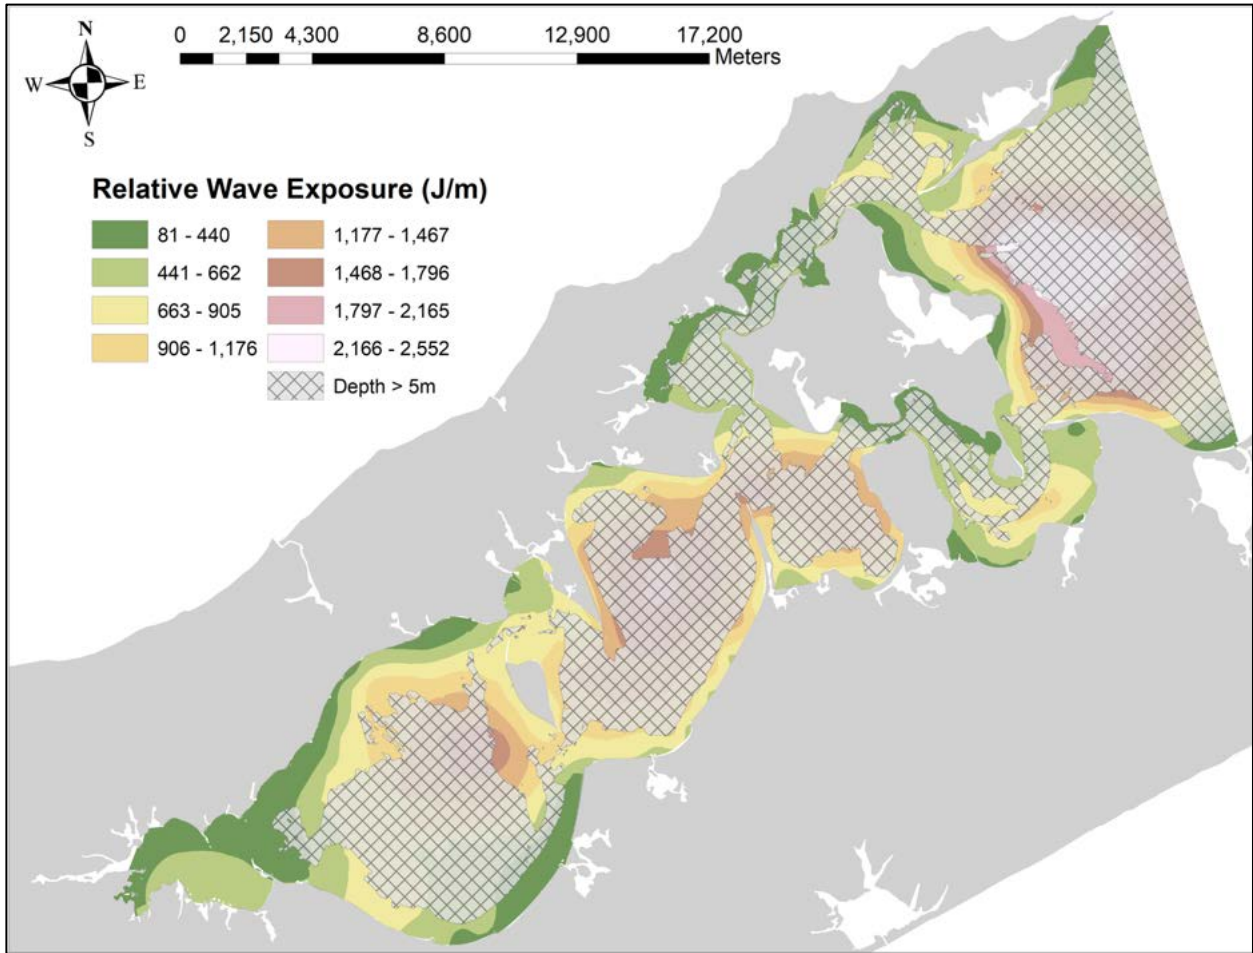 N
W E
S
0 2,150 4,300 8,600 12,900 17,200
Meters
Relative Wave Exposure (J/m)
81 - 440 1,177 - 1,467
441 - 662 1,468 - 1,796
663 - 905 1,797 - 2,165
906 - 1,176 2,166 - 2,552
Depth > 5m